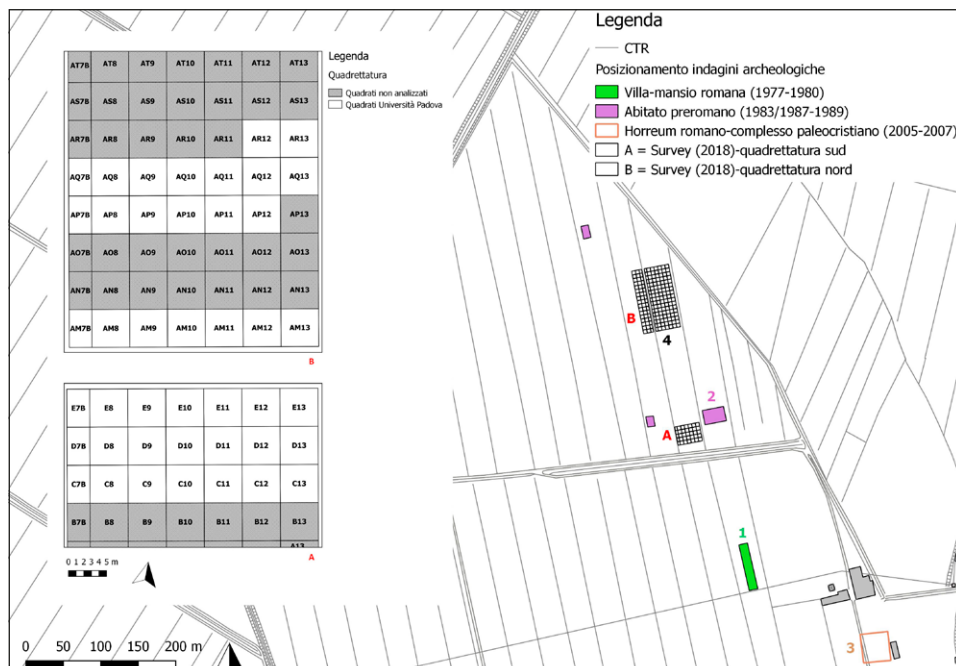 Legenda
Quadrettatura
Quadrati non analizzati
Quadrati Università Padova
AT7B AT8 AT9 AT10 AT11 AT12 AT13
AS7B AS8 AS9 AS10 AS11 AS12 AS13
AR7B AR8 AR9 AR10 AR11 AR12 AR13
AQ7B AQ8 AQ9 AQ10 AQ11 AQ12 AQ13
AP7B AP8 AP9 AP10 AP11 AP12 AP13
AO7B AO8 AO9 AO10 AO11 AO12 AO13
AN7B AN8 AN9 AN10 AN11 AN12 AN13
AM7B AM8 AM9 AM10 AM11 AM12 AM13
B
E7B E8 E9 E10 E11 E12 E13
D7B D8 D9 D10 D11 D12 D13
C7B C8 C9 C10 C11 C12 C13
B7B B8 B9 B10 B11 B12 B13
A13
A
0 1 2 3 4 5 m
0 50 100 150 200 m
Legenda
CTR
Posizionamento indagini archeologiche
Villa-mansio romana (1977-1980)
Abitato preromano (1983/1987-1989)
Horreum romano-complesso paleocristiano (2005-2007)
A = Survey (2018)-quadrettatura sud
B = Survey (2018)-quadrettatura nord
B
4
2
A
1
3